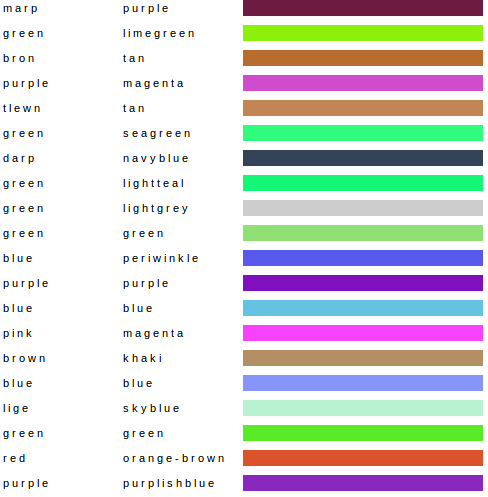 marp purple
green limegreen
bron tan
purple magenta
tlewn tan
green seagreen
darp navyblue
green lightteal
green lightgrey
green green
blue periwinkle
purple purple
blue blue
pink magenta
brown khaki
blue blue
lige skyblue
green green
red orange-brown
purple purplishblue